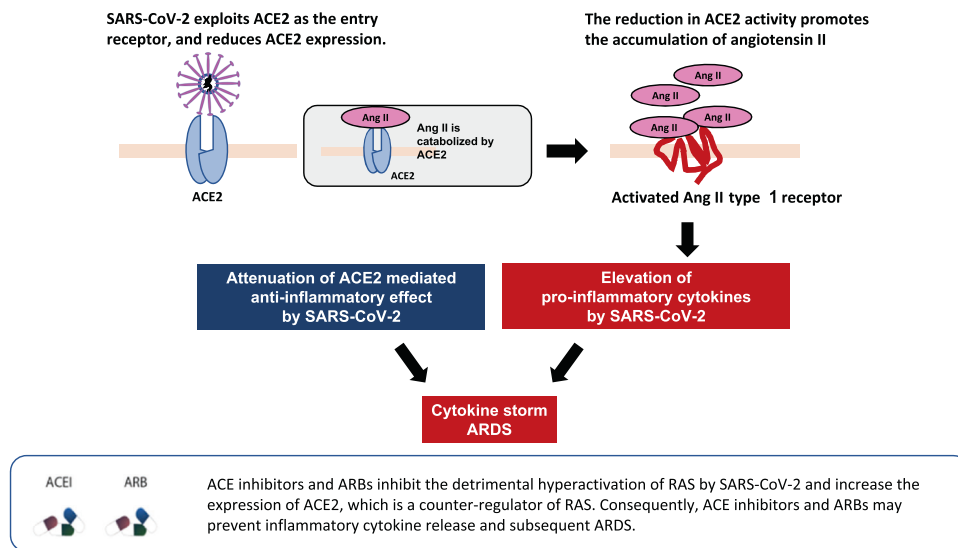 SARS-CoV-2 exploits ACE2 as the entry
receptor, and reduces ACE2 expression.
The reduction in ACE2 activity promotes
the accumulation of angiotensin II
Ang II
Ang II
Ang II
Ang II
Ang II
Ang II is
catabolized by
ACE2
ACE2
ACE2
Activated Ang II type 1 receptor
Attenuation of ACE2 mediated
anti-inflammatory effect
by SARS-CoV-2
Elevation of
pro-inflammatory cytokines
by SARS-CoV-2
Cytokine storm
ARDS
ACEI
ARB
ACE inhibitors and ARBs inhibit the detrimental hyperactivation of RAS by SARS-CoV-2 and increase the
expression of ACE2, which is a counter-regulator of RAS. Consequently, ACE inhibitors and ARBs may
prevent inflammatory cytokine release and subsequent ARDS.